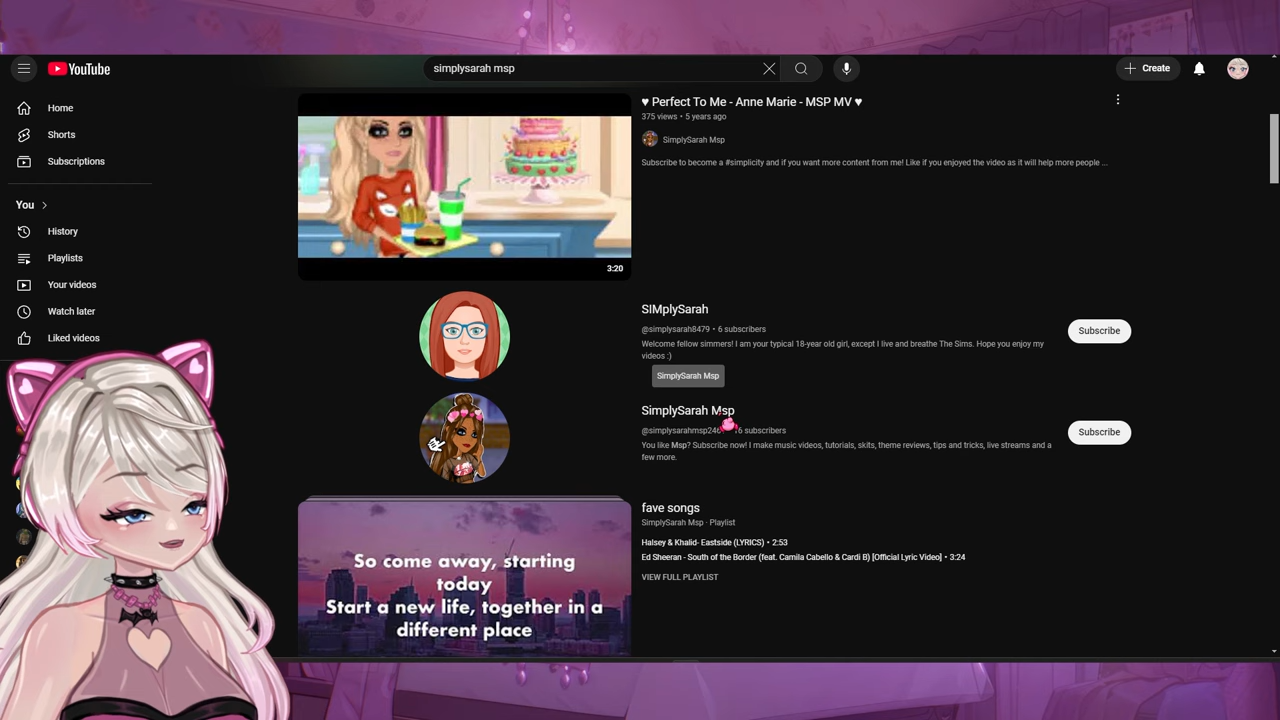 YouTube
simplysarah msp
Create
Home
Shorts
Subscriptions
You
History
Playlists
Your videos
Watch later
Liked videos
3:20
♥ Perfect To Me - Anne Marie - MSP MV ♥
375 views • 5 years ago
SimplySarah Msp
Subscribe to become a #simplicity and if you want more content from me! Like if you enjoyed the video as it will help more people ...
SIMplySarah
@simplysarah8479 • 6 subscribers
Welcome fellow simmers! I am your typical 18-year old girl, except I live and breathe The Sims. Hope you enjoy my
videos :)
Subscribe
SimplySarah Msp
SimplySarah Msp
subscribers
You like Msp? Subscribe now! I make music videos, tutorials, skits, theme reviews, tips and tricks, live streams and a
few more.
Subscribe
So come away, starting
today
Start a new life, together in a
different place
fave songs
SimplySarah Msp · Playlist
Halsey & Khalid- Eastside (LYRICS) • 2:53
Ed Sheeran - South of the Border (feat. Camila Cabello & Cardi B) [Official Lyric Video] • 3:24
VIEW FULL PLAYLIST